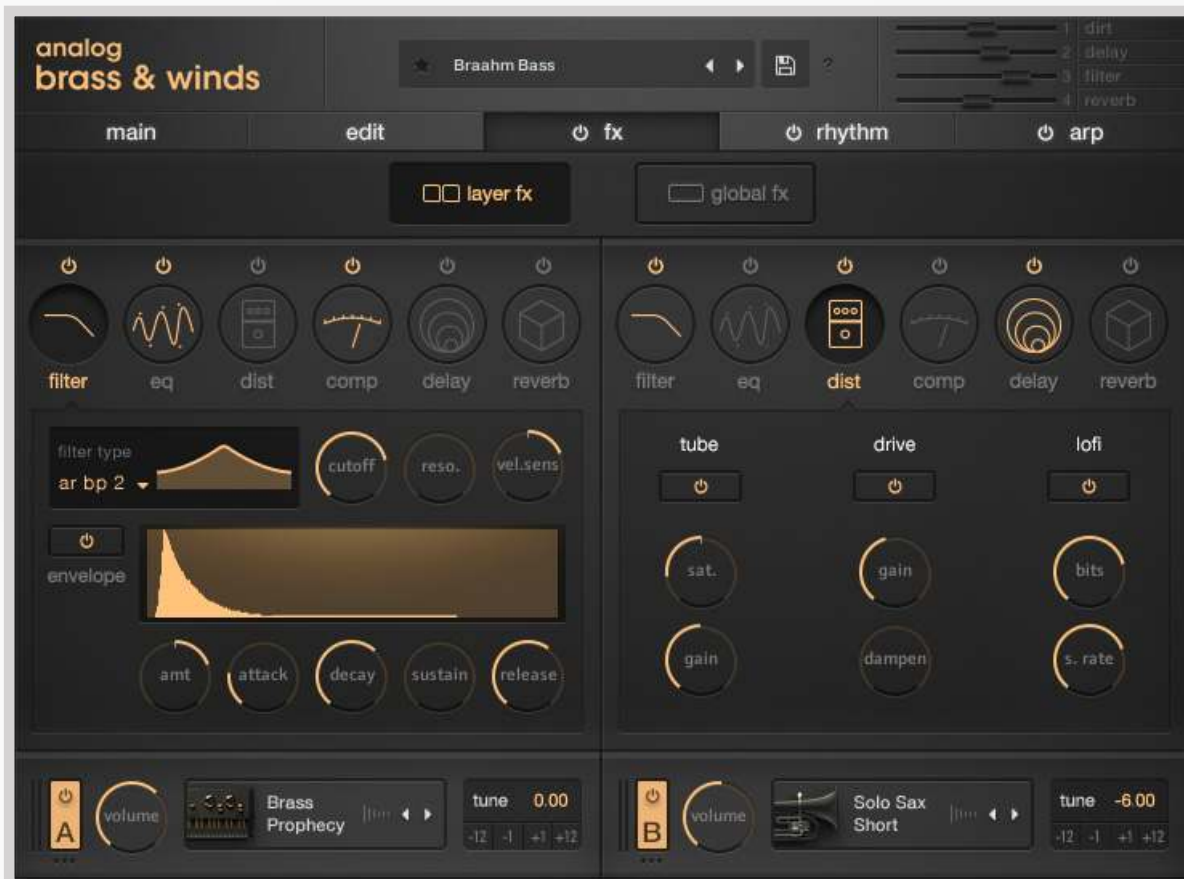 analog
brass & winds
Braahm Bass
?
1 dirt
2 delay
3 filter
4 reverb
main edit fx rhythm arp
layer fx global fx
filter eq dist comp delay reverb
filter eq dist comp delay reverb
filter type
ar bp 2
cutoff reso. vel.sens
envelope
amt attack decay sustain release
tube drive lofi
sat. gain bits
gain dampen s. rate
A
volume
Brass
Prophecy
tune 0.00
-12 -1 +1 +12
B
volume
Solo Sax
Short
tune -6.00
-12 -1 +1 +12